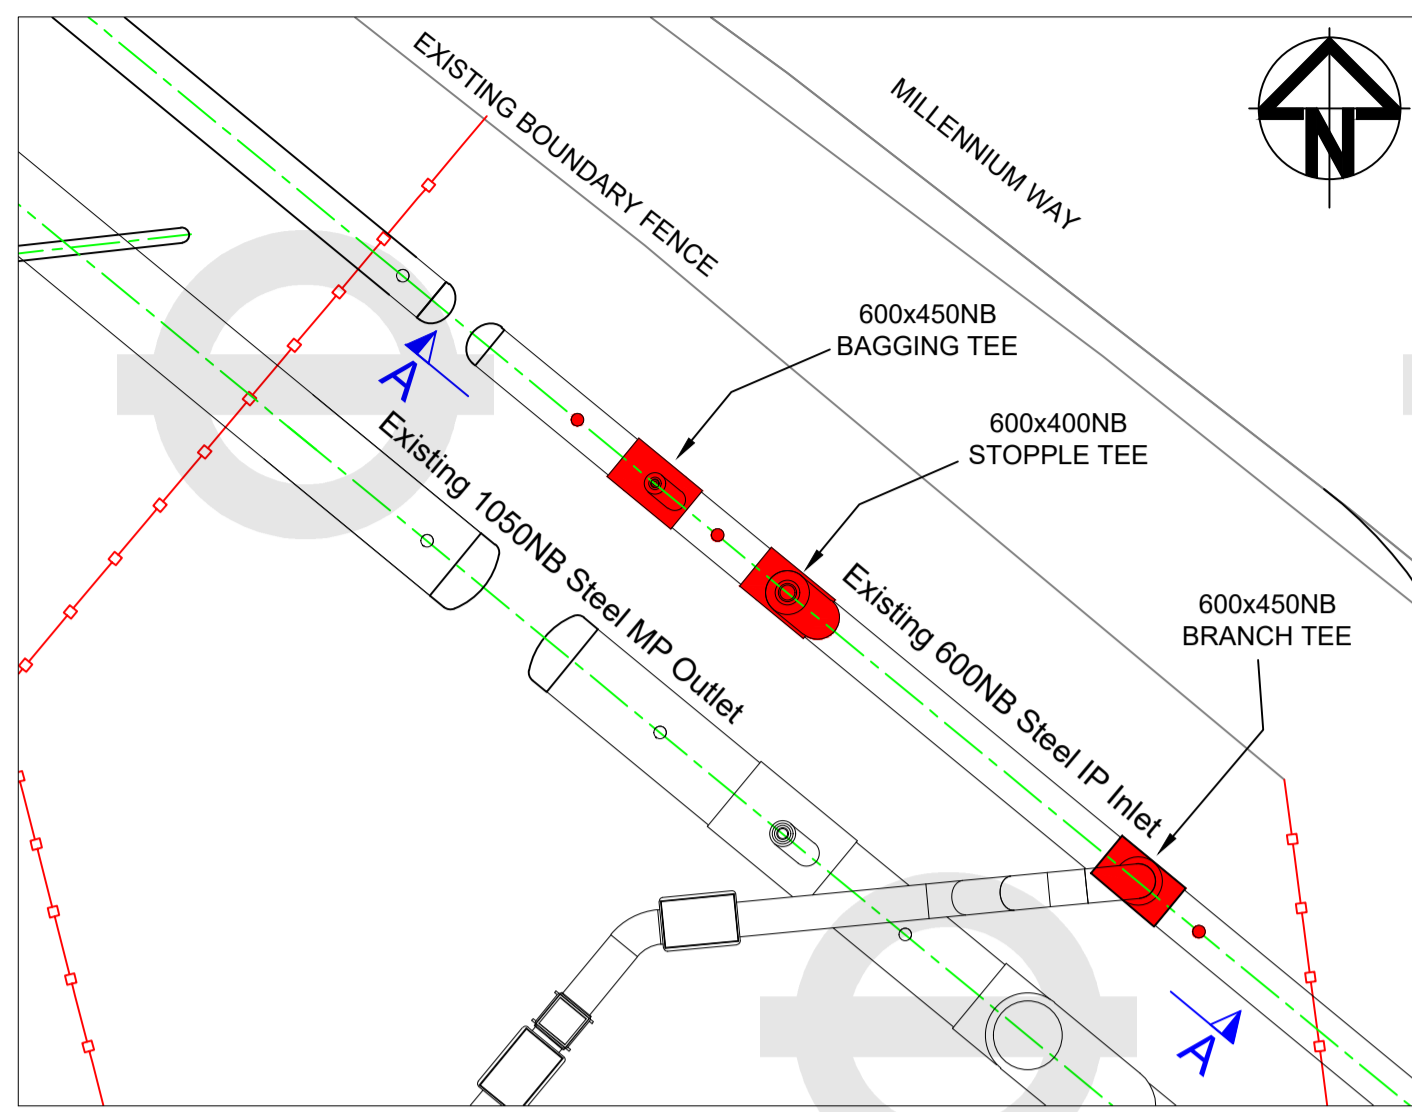 EXISTING BOUNDARY FENCE
MILLENNIUM WAY
N
600x450NB
BAGGING TEE
A
600x400NB
STOPPLE TEE
Existing 1050NB Steel MP Outlet
Existing 600NB Steel IP Inlet
600x450NB
BRANCH TEE
A